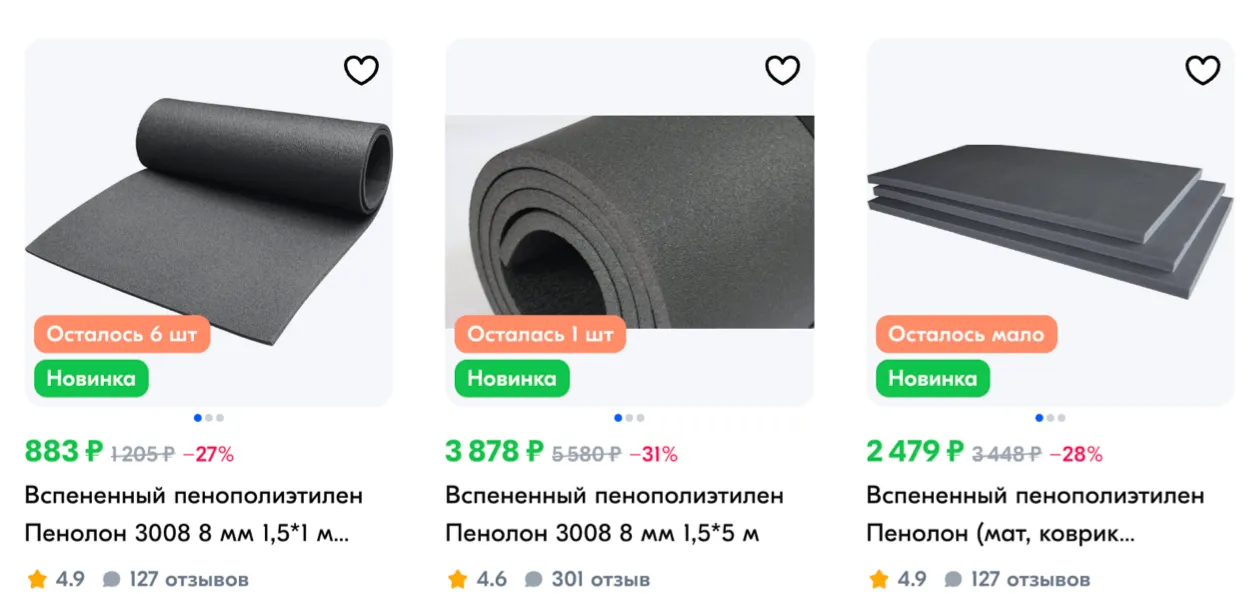 Осталось 6 шт
Новинка
883 ₽ 1 205 ₽ −27%
Вспененный пенополиэтилен
Пенолон 3008 8 мм 1,5*1 м...
4.9 127 отзывов
Осталась 1 шт
Новинка
3 878 ₽ 5 580 ₽ −31%
Вспененный пенополиэтилен
Пенолон 3008 8 мм 1,5*5 м
4.6 301 отзыв
Осталось мало
Новинка
2 479 ₽ 3 448 ₽ −28%
Вспененный пенополиэтилен
Пенолон (мат, коврик...
4.9 127 отзывов